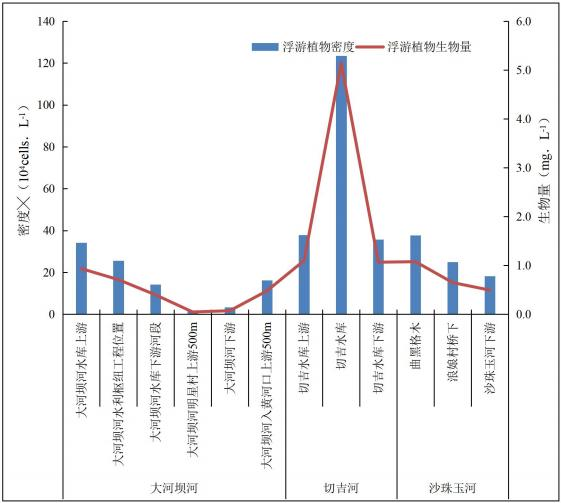 浮游植物密度
浮游植物生物量
密度╳（10⁴cells．L⁻¹）
140
120
100
80
60
40
20
0
生物量（mg．L⁻¹）
6.0
5.0
4.0
3.0
2.0
1.0
0.0
大河坝河水库上游
大河坝河水利枢纽工程位置
大河坝河水库下游河段
大河坝河明星村上游500m
大河坝河下游
大河坝河入黄河口上游500m
切吉水库上游
切吉水库
切吉水库下游
曲黑格木
浪娘村桥下
沙珠玉河下游
大河坝河
切吉河
沙珠玉河